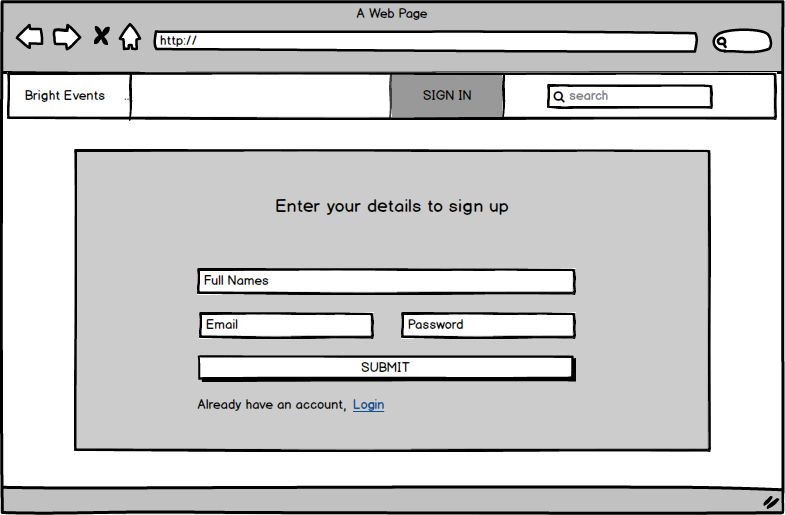 A Web Page
http://
Bright Events ..
SIGN IN
search
Enter your details to sign up
Full Names
Email
Password
SUBMIT
Already have an account, Login